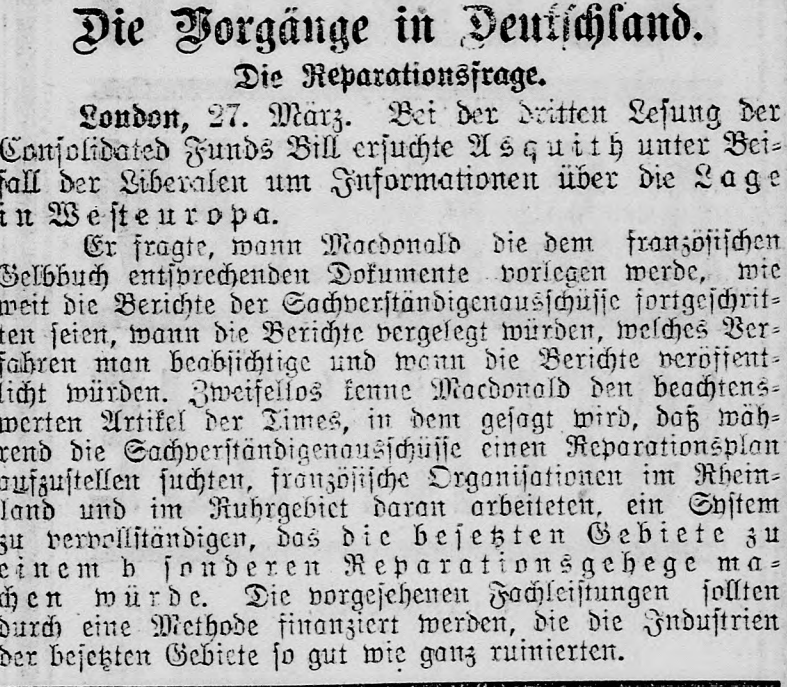 Die Vorgänge in Deutschland.
Die Reparationsfrage.
London, 27. März. Bei der dritten Lesung der
Consolidated Funds Bill ersuchte Asquith unter Bei-
fall der Liberalen um Informationen über die Lage
in Westeuropa.
Er fragte, wann Macdonald die dem französischen
Gelbbuch entsprechenden Dokumente vorlegen werde, wie
weit die Berichte der Sachverständigenausschüsse fortgeschrit-
ten seien, wann die Berichte vergelegt würden, welches Ver-
fahren man beabsichtige und wann die Berichte veröffent-
licht würden. Zweifellos kenne Macdonald den beachtens-
werten Artikel der Times, in dem gesagt wird, daß wäh-
rend die Sachverständigenausschüsse einen Reparationsplan
aufzustellen suchten, französische Organisationen im Rhein-
land und im Ruhrgebiet daran arbeiteten, ein System
zu vervollständigen, das die besetzten Gebiete zu
einem b sonderen Reparationsgehege ma-
chen würde. Die vorgesehenen Fachleistungen sollten
durch eine Methode finanziert werden, die die Industrien
der besetzten Gebiete so gut wie ganz ruinierten.